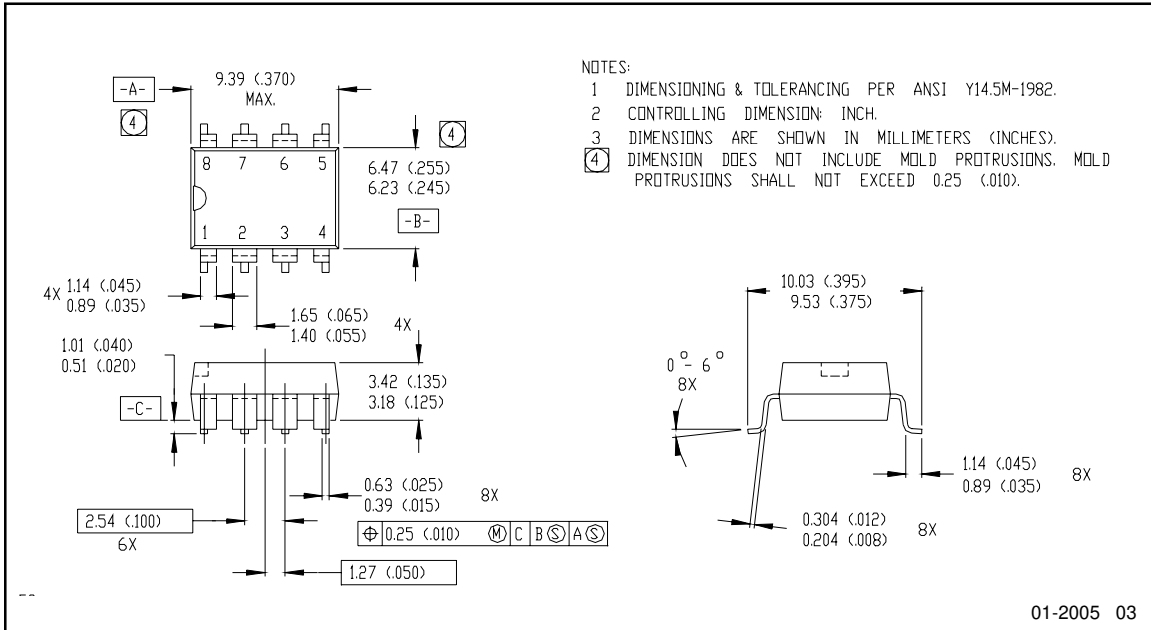 -A-
9.39 (.370)
MAX.
4
4
8 7 6 5
6.47 (.255)
6.23 (.245)
-B-
1 2 3 4
4X 1.14 (.045)
0.89 (.035)
1.65 (.065)
1.40 (.055)
4X
1.01 (.040)
0.51 (.020)
3.42 (.135)
3.18 (.125)
-C-
0.63 (.025)
0.39 (.015)
8X
2.54 (.100)
6X
⌖ 0.25 (.010) Ⓜ C B Ⓢ A Ⓢ
1.27 (.050)
NOTES:
1 DIMENSIONING & TOLERANCING PER ANSI Y14.5M-1982.
2 CONTROLLING DIMENSION: INCH.
3 DIMENSIONS ARE SHOWN IN MILLIMETERS (INCHES).
4 DIMENSION DOES NOT INCLUDE MOLD PROTRUSIONS. MOLD
PROTRUSIONS SHALL NOT EXCEED 0.25 (.010).
10.03 (.395)
9.53 (.375)
0° - 6°
8X
1.14 (.045)
0.89 (.035)
8X
0.304 (.012)
0.204 (.008)
8X
01-2005 03